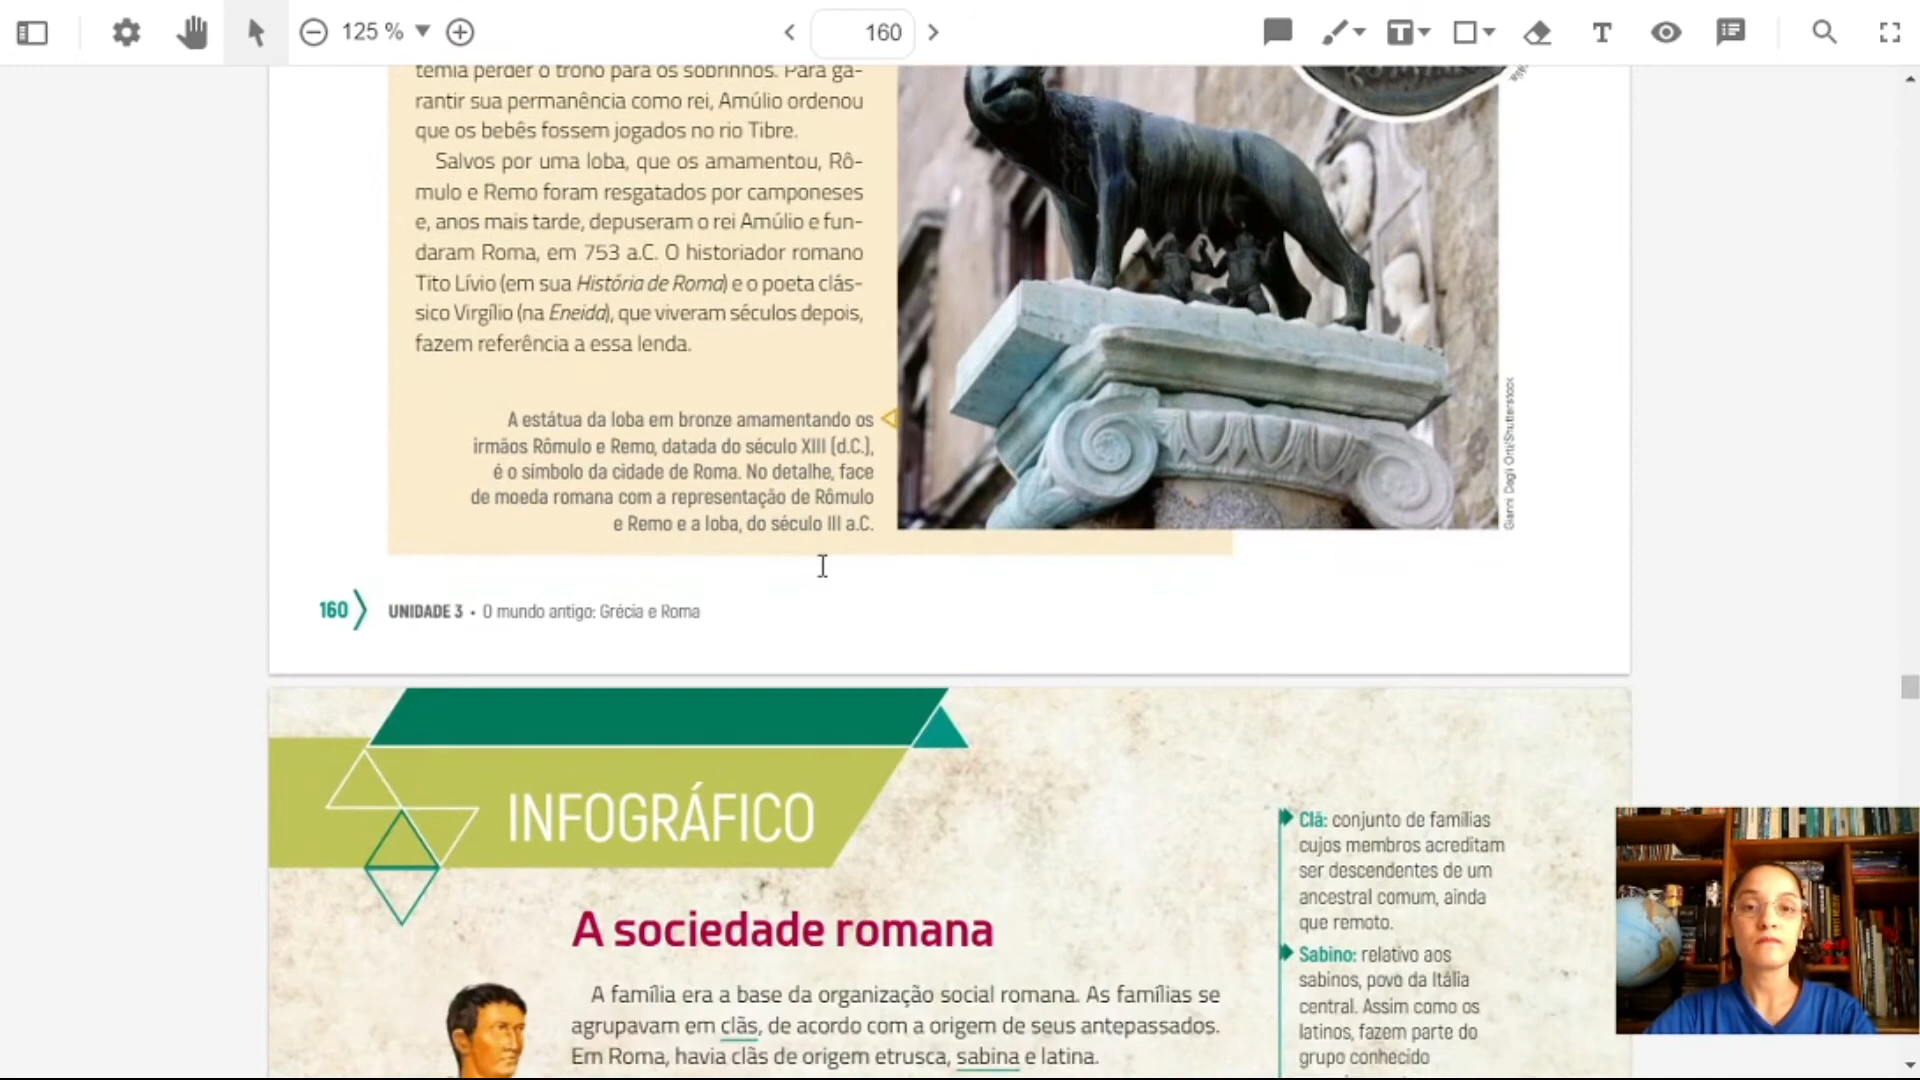 125 %
160
temia perder o trono para os sobrinhos. Para ga-
rantir sua permanência como rei, Amúlio ordenou
que os bebês fossem jogados no rio Tibre.
Salvos por uma loba, que os amamentou, Rô-
mulo e Remo foram resgatados por camponeses
e, anos mais tarde, depuseram o rei Amúlio e fun-
daram Roma, em 753 a.C. O historiador romano
Tito Lívio (em sua História de Roma) e o poeta clás-
sico Virgílio (na Eneida), que viveram séculos depois,
fazem referência a essa lenda.
A estátua da loba em bronze amamentando os
irmãos Rômulo e Remo, datada do século XIII (d.C.),
é o símbolo da cidade de Roma. No detalhe, face
de moeda romana com a representação de Rômulo
e Remo e a loba, do século III a.C.
Gianni Dagli Orti/Shutterstock
160
UNIDADE 3 • O mundo antigo: Grécia e Roma
INFOGRÁFICO
A sociedade romana
A família era a base da organização social romana. As famílias se
agrupavam em clãs, de acordo com a origem de seus antepassados.
Em Roma, havia clãs de origem etrusca, sabina e latina.
Clã: conjunto de famílias
cujos membros acreditam
ser descendentes de um
ancestral comum, ainda
que remoto.
Sabino: relativo aos
sabinos, povo da Itália
central. Assim como os
latinos, fazem parte do
grupo conhecido